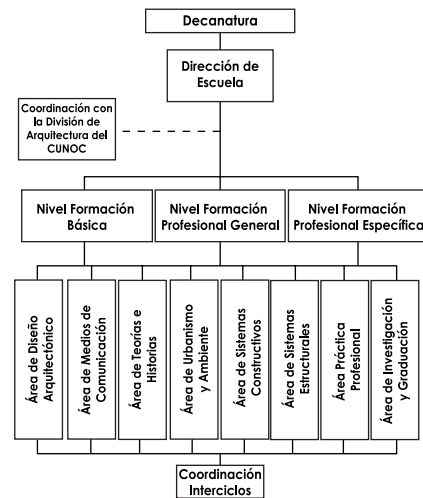 Decanatura
Dirección de
Escuela
Coordinación con
la División de
Arquitectura del
CUNOC
Nivel Formación
Básica
Nivel Formación
Profesional General
Nivel Formación
Profesional Específica
Área de Diseño
Arquitectónico
Área de Medios de
Comunicación
Área de Teorías e
Historias
Área de Urbanismo
y Ambiente
Área de Sistemas
Constructivos
Área de Sistemas
Estructurales
Área Práctica
Profesional
Área de Investigación
y Graduación
Coordinación
Interciclos